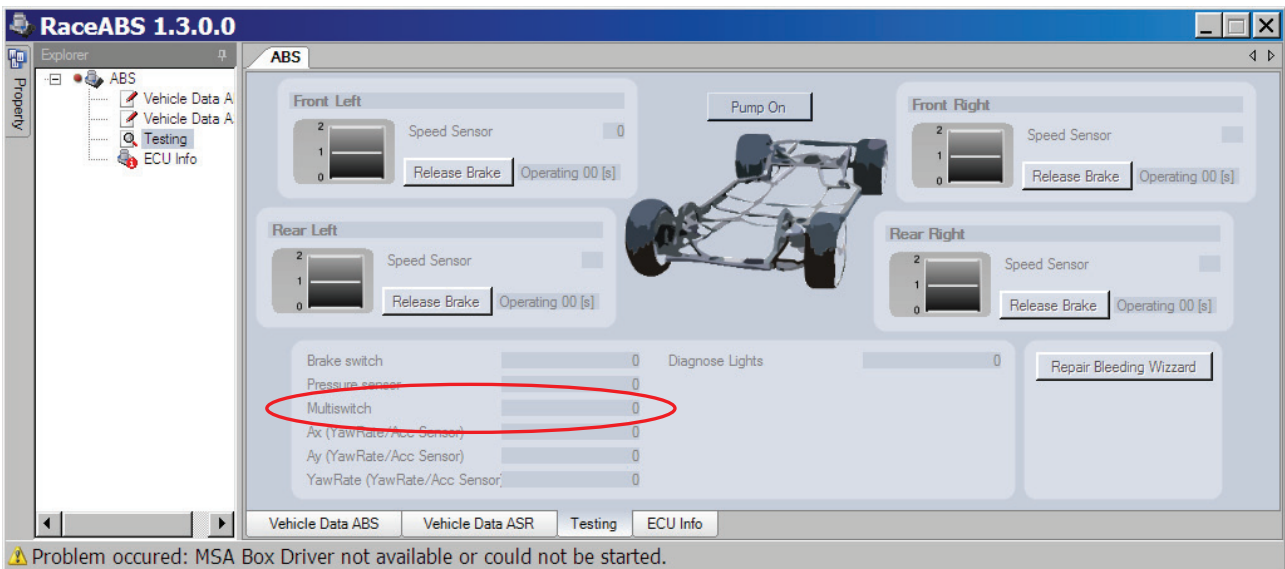 RaceABS 1.3.0.0
Explorer
Property
ABS
Vehicle Data A
Vehicle Data A
Testing
ECU Info
ABS
Front Left
2
1
0
Speed Sensor 0
Release Brake Operating 00 [s]
Pump On
Front Right
2
1
0
Speed Sensor
Release Brake Operating 00 [s]
Rear Left
2
1
0
Speed Sensor
Release Brake Operating 00 [s]
Rear Right
2
1
0
Speed Sensor
Release Brake Operating 00 [s]
Brake switch 0
Pressure sensor 0
Multiswitch 0
Ax (YawRate/Acc Sensor) 0
Ay (YawRate/Acc Sensor) 0
YawRate (YawRate/Acc Sensor) 0
Diagnose Lights 0
Repair Bleeding Wizzard
Vehicle Data ABS Vehicle Data ASR Testing ECU Info
Problem occured: MSA Box Driver not available or could not be started.